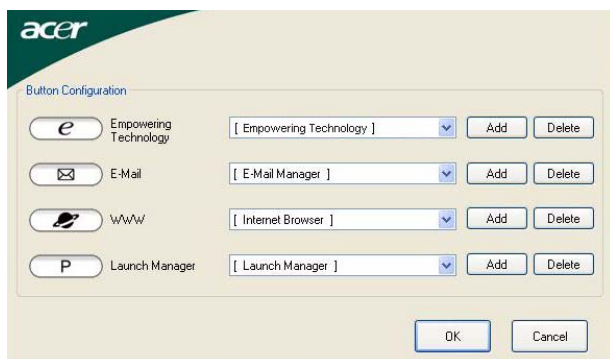 acer
Button Configuration
e Empowering Technology [ Empowering Technology ] Add Delete
E-Mail [ E-Mail Manager ] Add Delete
WWW [ Internet Browser ] Add Delete
P Launch Manager [ Launch Manager ] Add Delete
OK Cancel